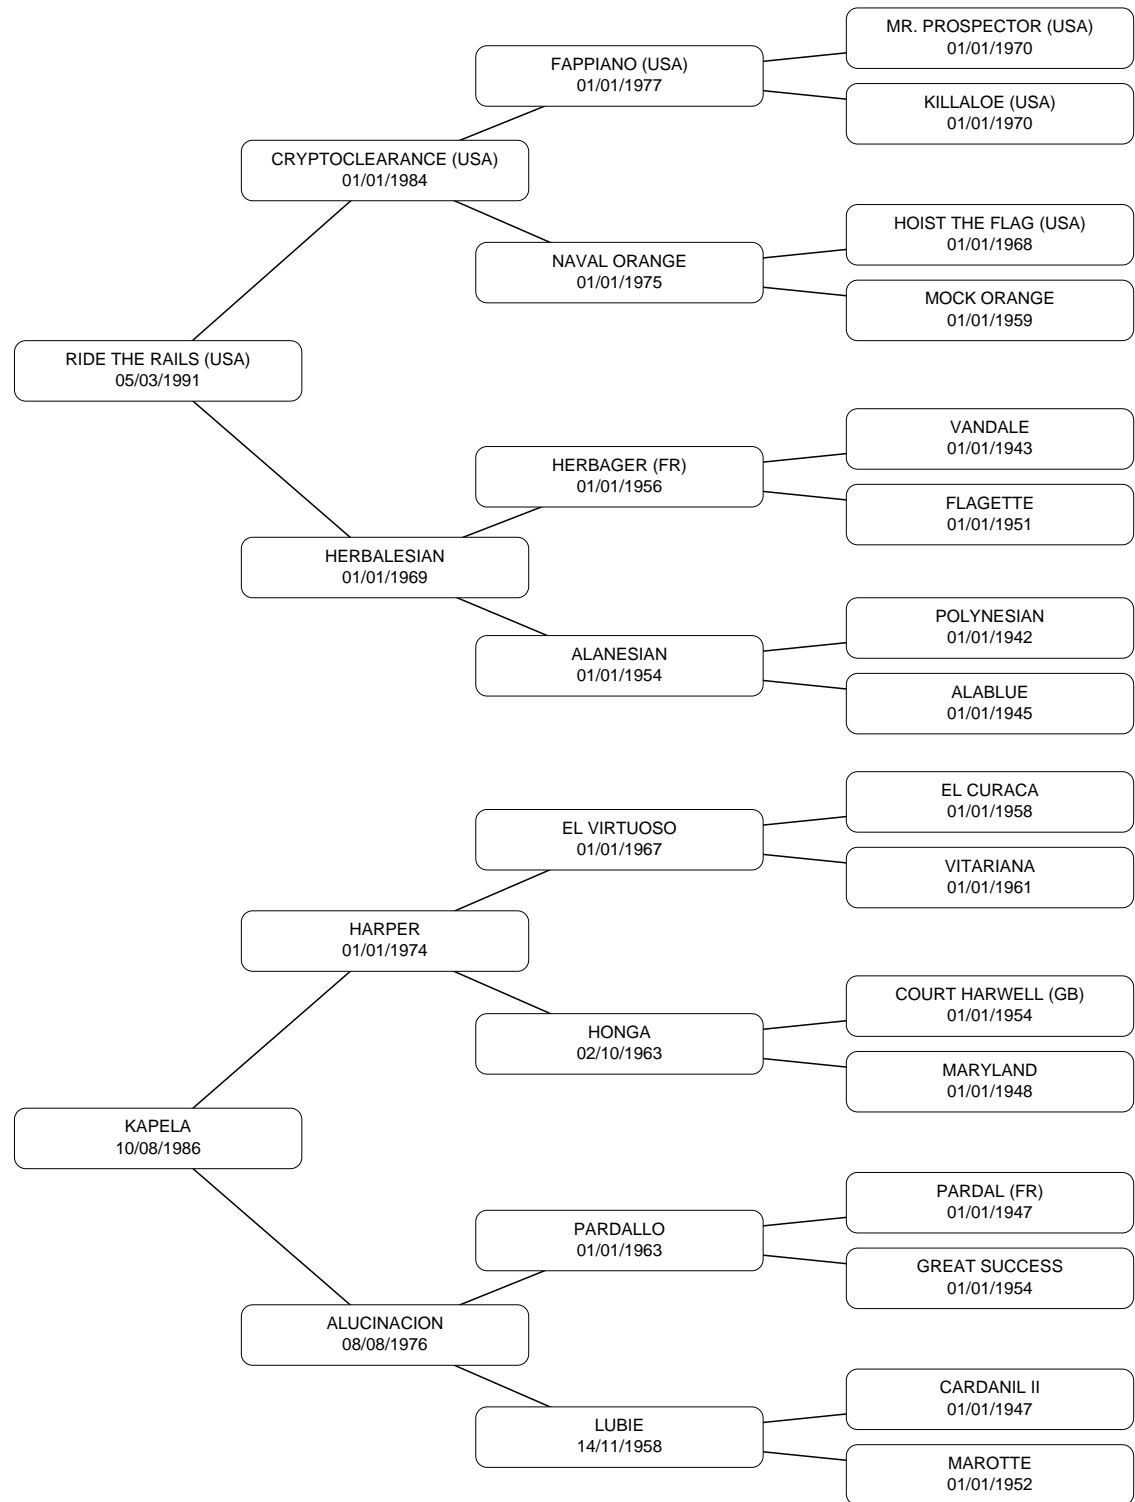 MR. PROSPECTOR (USA)
01/01/1970
FAPPIANO (USA)
01/01/1977
KILLALOE (USA)
01/01/1970
CRYPTOCLEARANCE (USA)
01/01/1984
HOIST THE FLAG (USA)
01/01/1968
NAVAL ORANGE
01/01/1975
MOCK ORANGE
01/01/1959
RIDE THE RAILS (USA)
05/03/1991
VANDALE
01/01/1943
HERBAGER (FR)
01/01/1956
FLAGETTE
01/01/1951
HERBALESIAN
01/01/1969
POLYNESIAN
01/01/1942
ALANESIAN
01/01/1954
ALABLUE
01/01/1945
EL CURACA
01/01/1958
EL VIRTUOSO
01/01/1967
VITARIANA
01/01/1961
HARPER
01/01/1974
COURT HARWELL (GB)
01/01/1954
HONGA
02/10/1963
MARYLAND
01/01/1948
KAPELA
10/08/1986
PARDAL (FR)
01/01/1947
PARDALLO
01/01/1963
GREAT SUCCESS
01/01/1954
ALUCINACION
08/08/1976
CARDANIL II
01/01/1947
LUBIE
14/11/1958
MAROTTE
01/01/1952